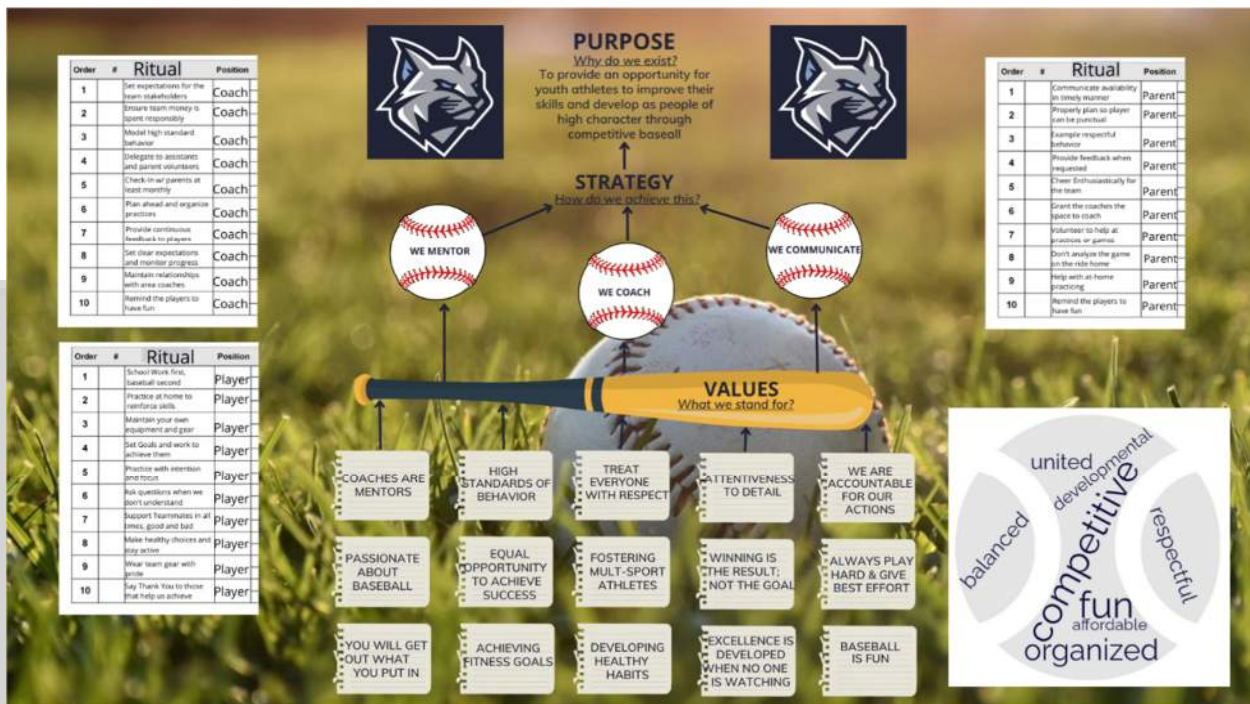 PURPOSE
Why do we exist?
To provide an opportunity for
youth athletes to improve their
skills and develop as people of
high character through
competitive baseall
STRATEGY
How do we achieve this?
WE MENTOR
WE COACH
WE COMMUNICATE
VALUES
What we stand for?
COACHES ARE
MENTORS
HIGH
STANDARDS OF
BEHAVIOR
TREAT
EVERYONE
WITH RESPECT
ATTENTIVENESS
TO DETAIL
WE ARE
ACCOUNTABLE
FOR OUR
ACTIONS
PASSIONATE
ABOUT
BASEBALL
EQUAL
OPPORTUNITY
TO ACHIEVE
SUCCESS
FOSTERING
MULT-SPORT
ATHLETES
WINNING IS
THE RESULT;
NOT THE GOAL
ALWAYS PLAY
HARD & GIVE
BEST EFFORT
YOU WILL GET
OUT WHAT
YOU PUT IN
ACHIEVING
FITNESS GOALS
DEVELOPING
HEALTHY
HABITS
EXCELLENCE IS
DEVELOPED
WHEN NO ONE
IS WATCHING
BASEBALL
IS FUN
Order # Ritual Position
1 Set expectations for the
team stakeholders Coach
2 Ensure team money is
spent responsibly Coach
3 Model high standard
behavior Coach
4 Delegate to assistants
and parent volunteers Coach
5 Check-in w/ parents at
least monthly Coach
6 Plan ahead and organize
practices Coach
7 Provide continuous
feedback to players Coach
8 Set clear expectations
and monitor progress Coach
9 Maintain relationships
with area coaches Coach
10 Remind the players to
have fun Coach
Order # Ritual Position
1 School Work first,
baseball second Player
2 Practice at home to
reinforce skills Player
3 Maintain your own
equipment and gear Player
4 Set Goals and work to
achieve them Player
5 Practice with intention
and focus Player
6 Ask questions when we
don't understand Player
7 Support Teammates in all
times, good and bad Player
8 Make healthy choices and
stay active Player
9 Wear team gear with
pride Player
10 Say Thank You to those
that help us achieve Player
Order # Ritual Position
1 Communicate availability
in timely manner Parent
2 Properly plan so player
can be punctual Parent
3 Example respectful
behavior Parent
4 Provide feedback when
requested Parent
5 Cheer Enthusiastically for
the team Parent
6 Grant the coaches the
space to coach Parent
7 Volunteer to help at
practices or games Parent
8 Don't analyze the game
on the ride home Parent
9 Help with at-home
practicing Parent
10 Remind the players to
have fun Parent
united
developmental
balanced
competitive
respectful
fun
affordable
organized